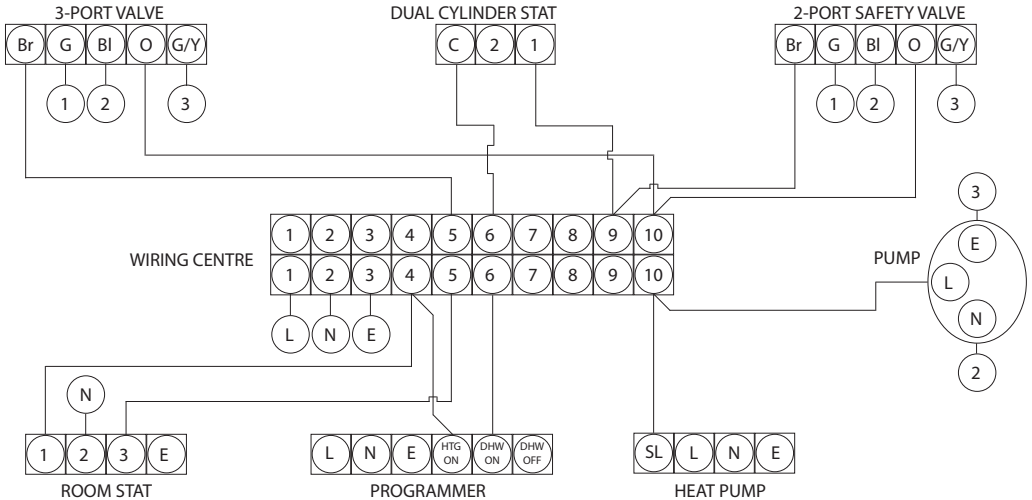 3-PORT VALVE DUAL CYLINDER STAT 2-PORT SAFETY VALVE
Br G Bl O G/Y C 2 1 Br G Bl O G/Y
1 2 3 1 2 3
3
1 2 3 4 5 6 7 8 9 10
E
WIRING CENTRE PUMP
1 2 3 4 5 6 7 8 9 10
L
N
L N E
2
N
1 2 3 E L N E HTG ON DHW ON DHW OFF SL L N E
ROOM STAT PROGRAMMER HEAT PUMP